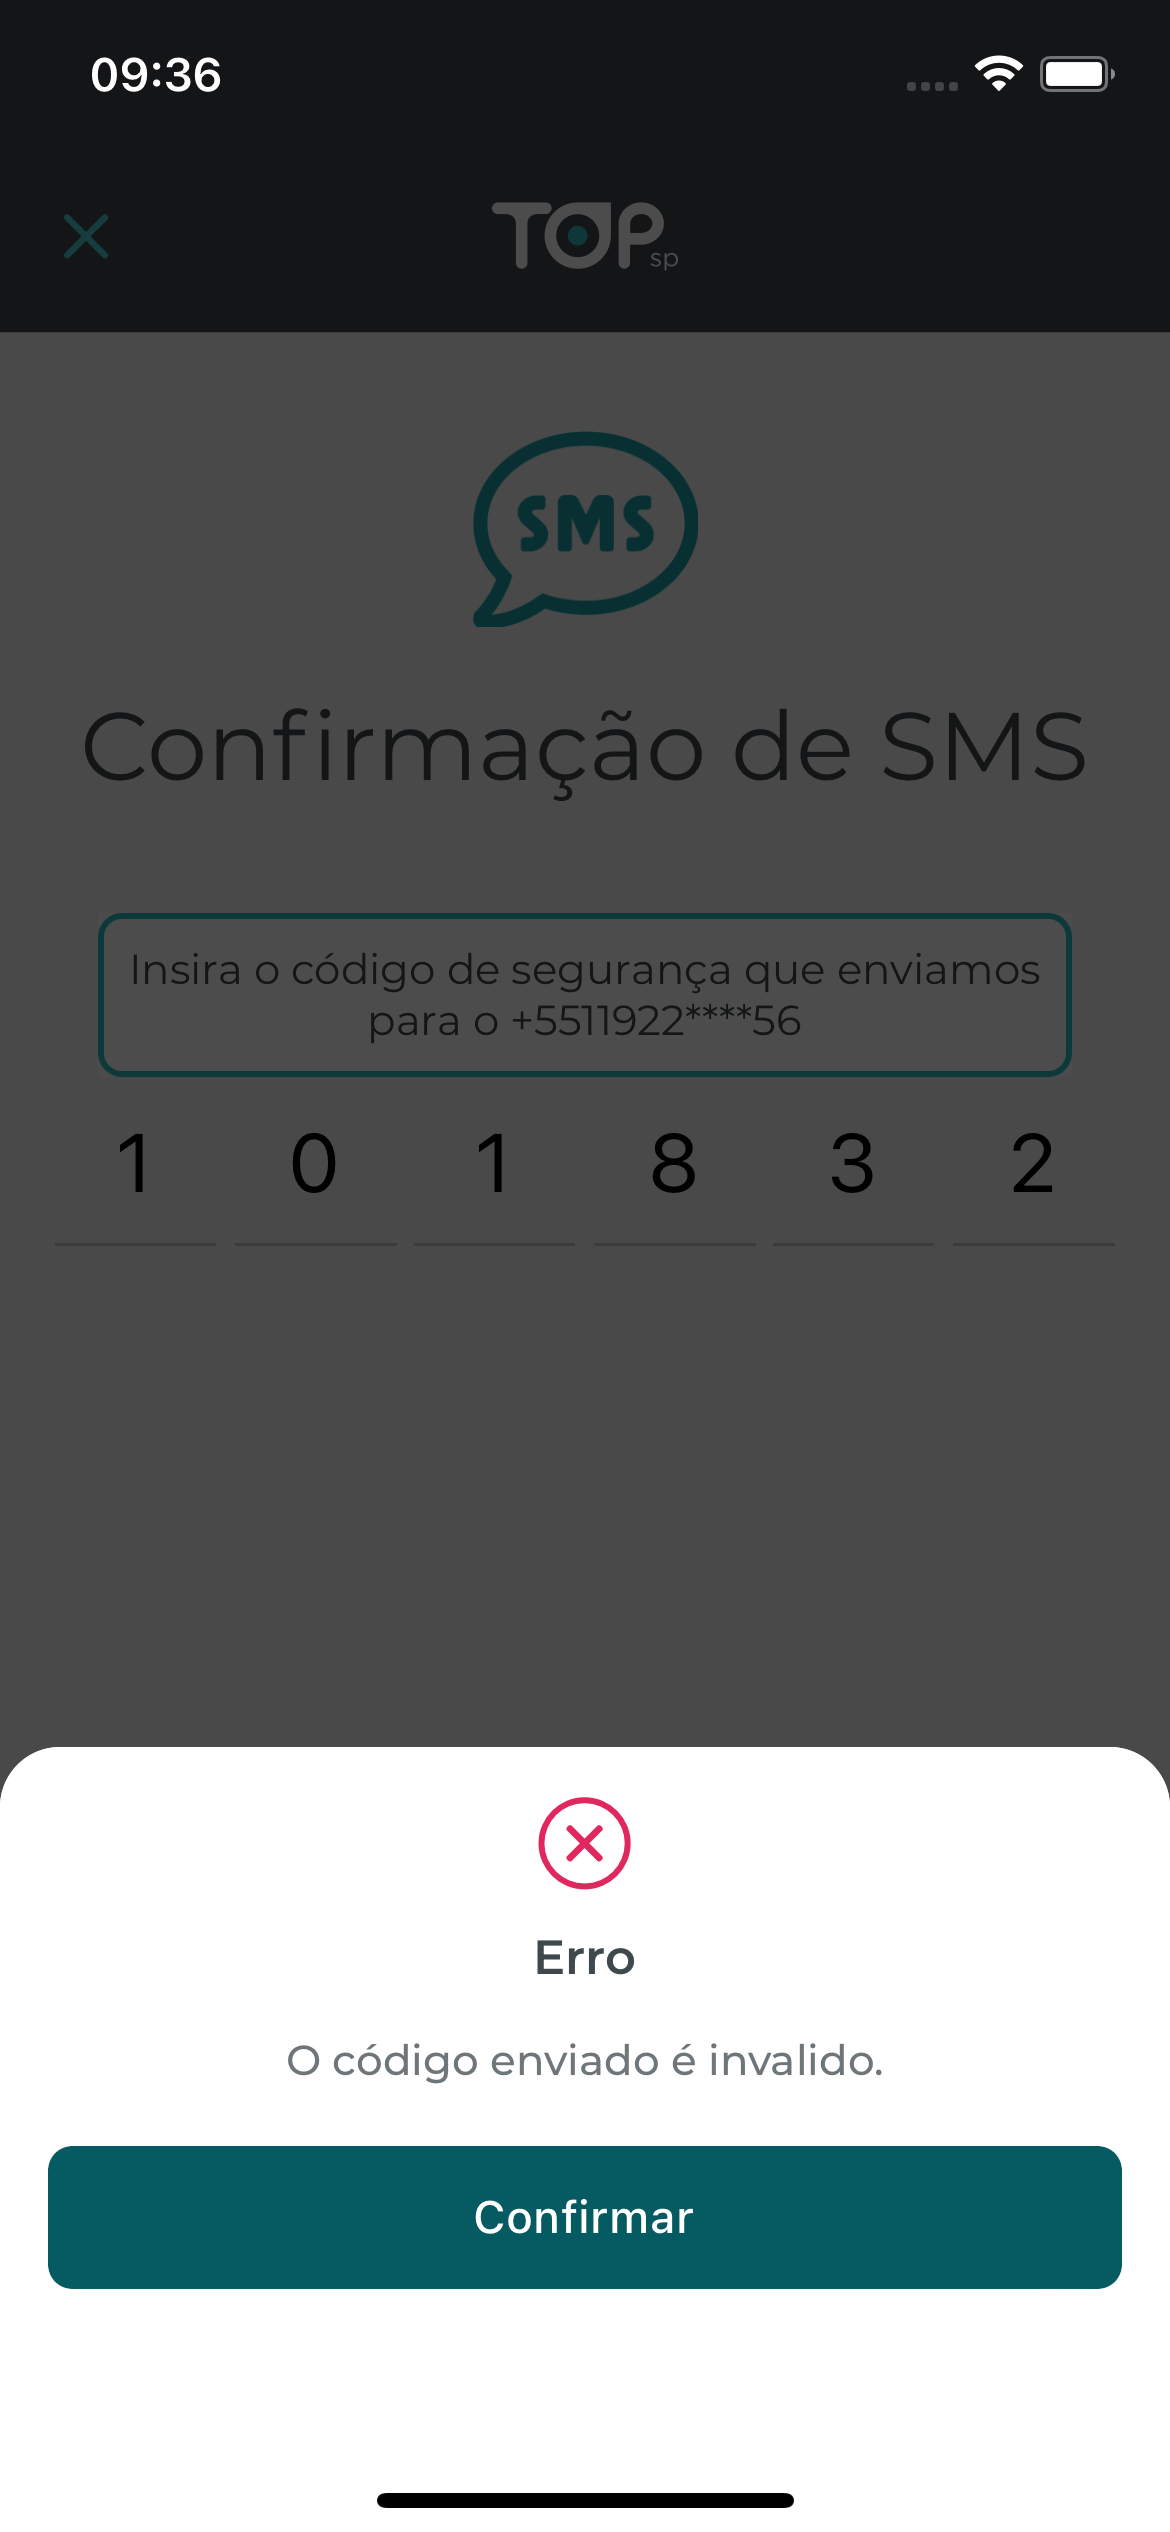 09:36
TOP
sp
SMS
Confirmação de SMS
Insira o código de segurança que enviamos
para o +5511922****56
1 0 1 8 3 2
Erro
O código enviado é invalido.
Confirmar